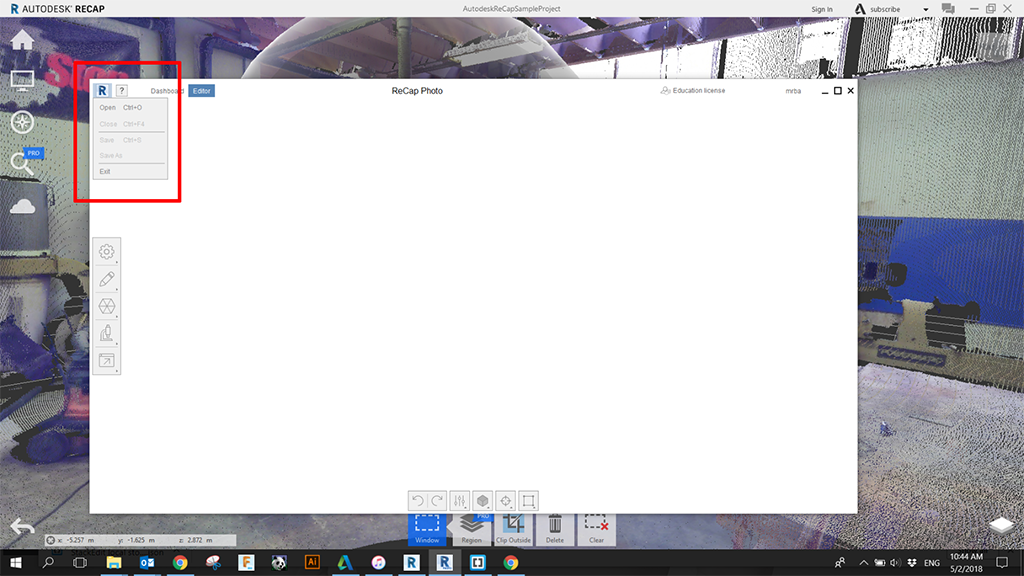 R AUTODESK® RECAP
AutodeskReCapSampleProject
Sign In
subscribe
R ? Dashboard Editor
ReCap Photo
Education license
mrba
Open Ctrl+O
Close Ctrl+F4
Save Ctrl+S
Save As
Exit
PRO
PRO
Window
Region
Clip Outside
Delete
Clear
x: -5.257 m y: -1.625 m z: 2.872 m
ENG
10:44 AM
5/2/2018